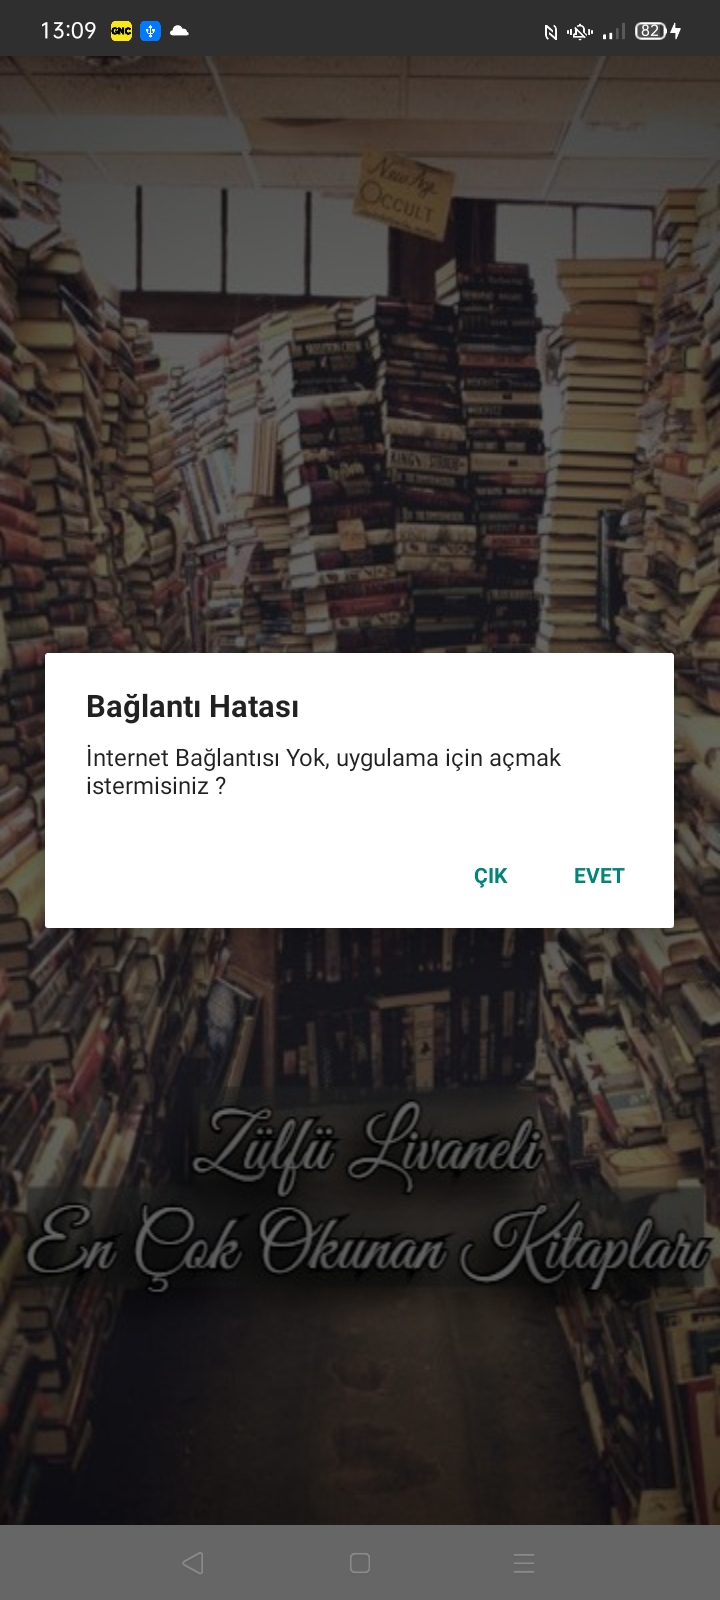 13:09
GNC
82
New Age
OCCULT
Bağlantı Hatası
İnternet Bağlantısı Yok, uygulama için açmak
istermisiniz ?
ÇIK
EVET
Zülfü Livaneli
En Çok Okunan Kitapları